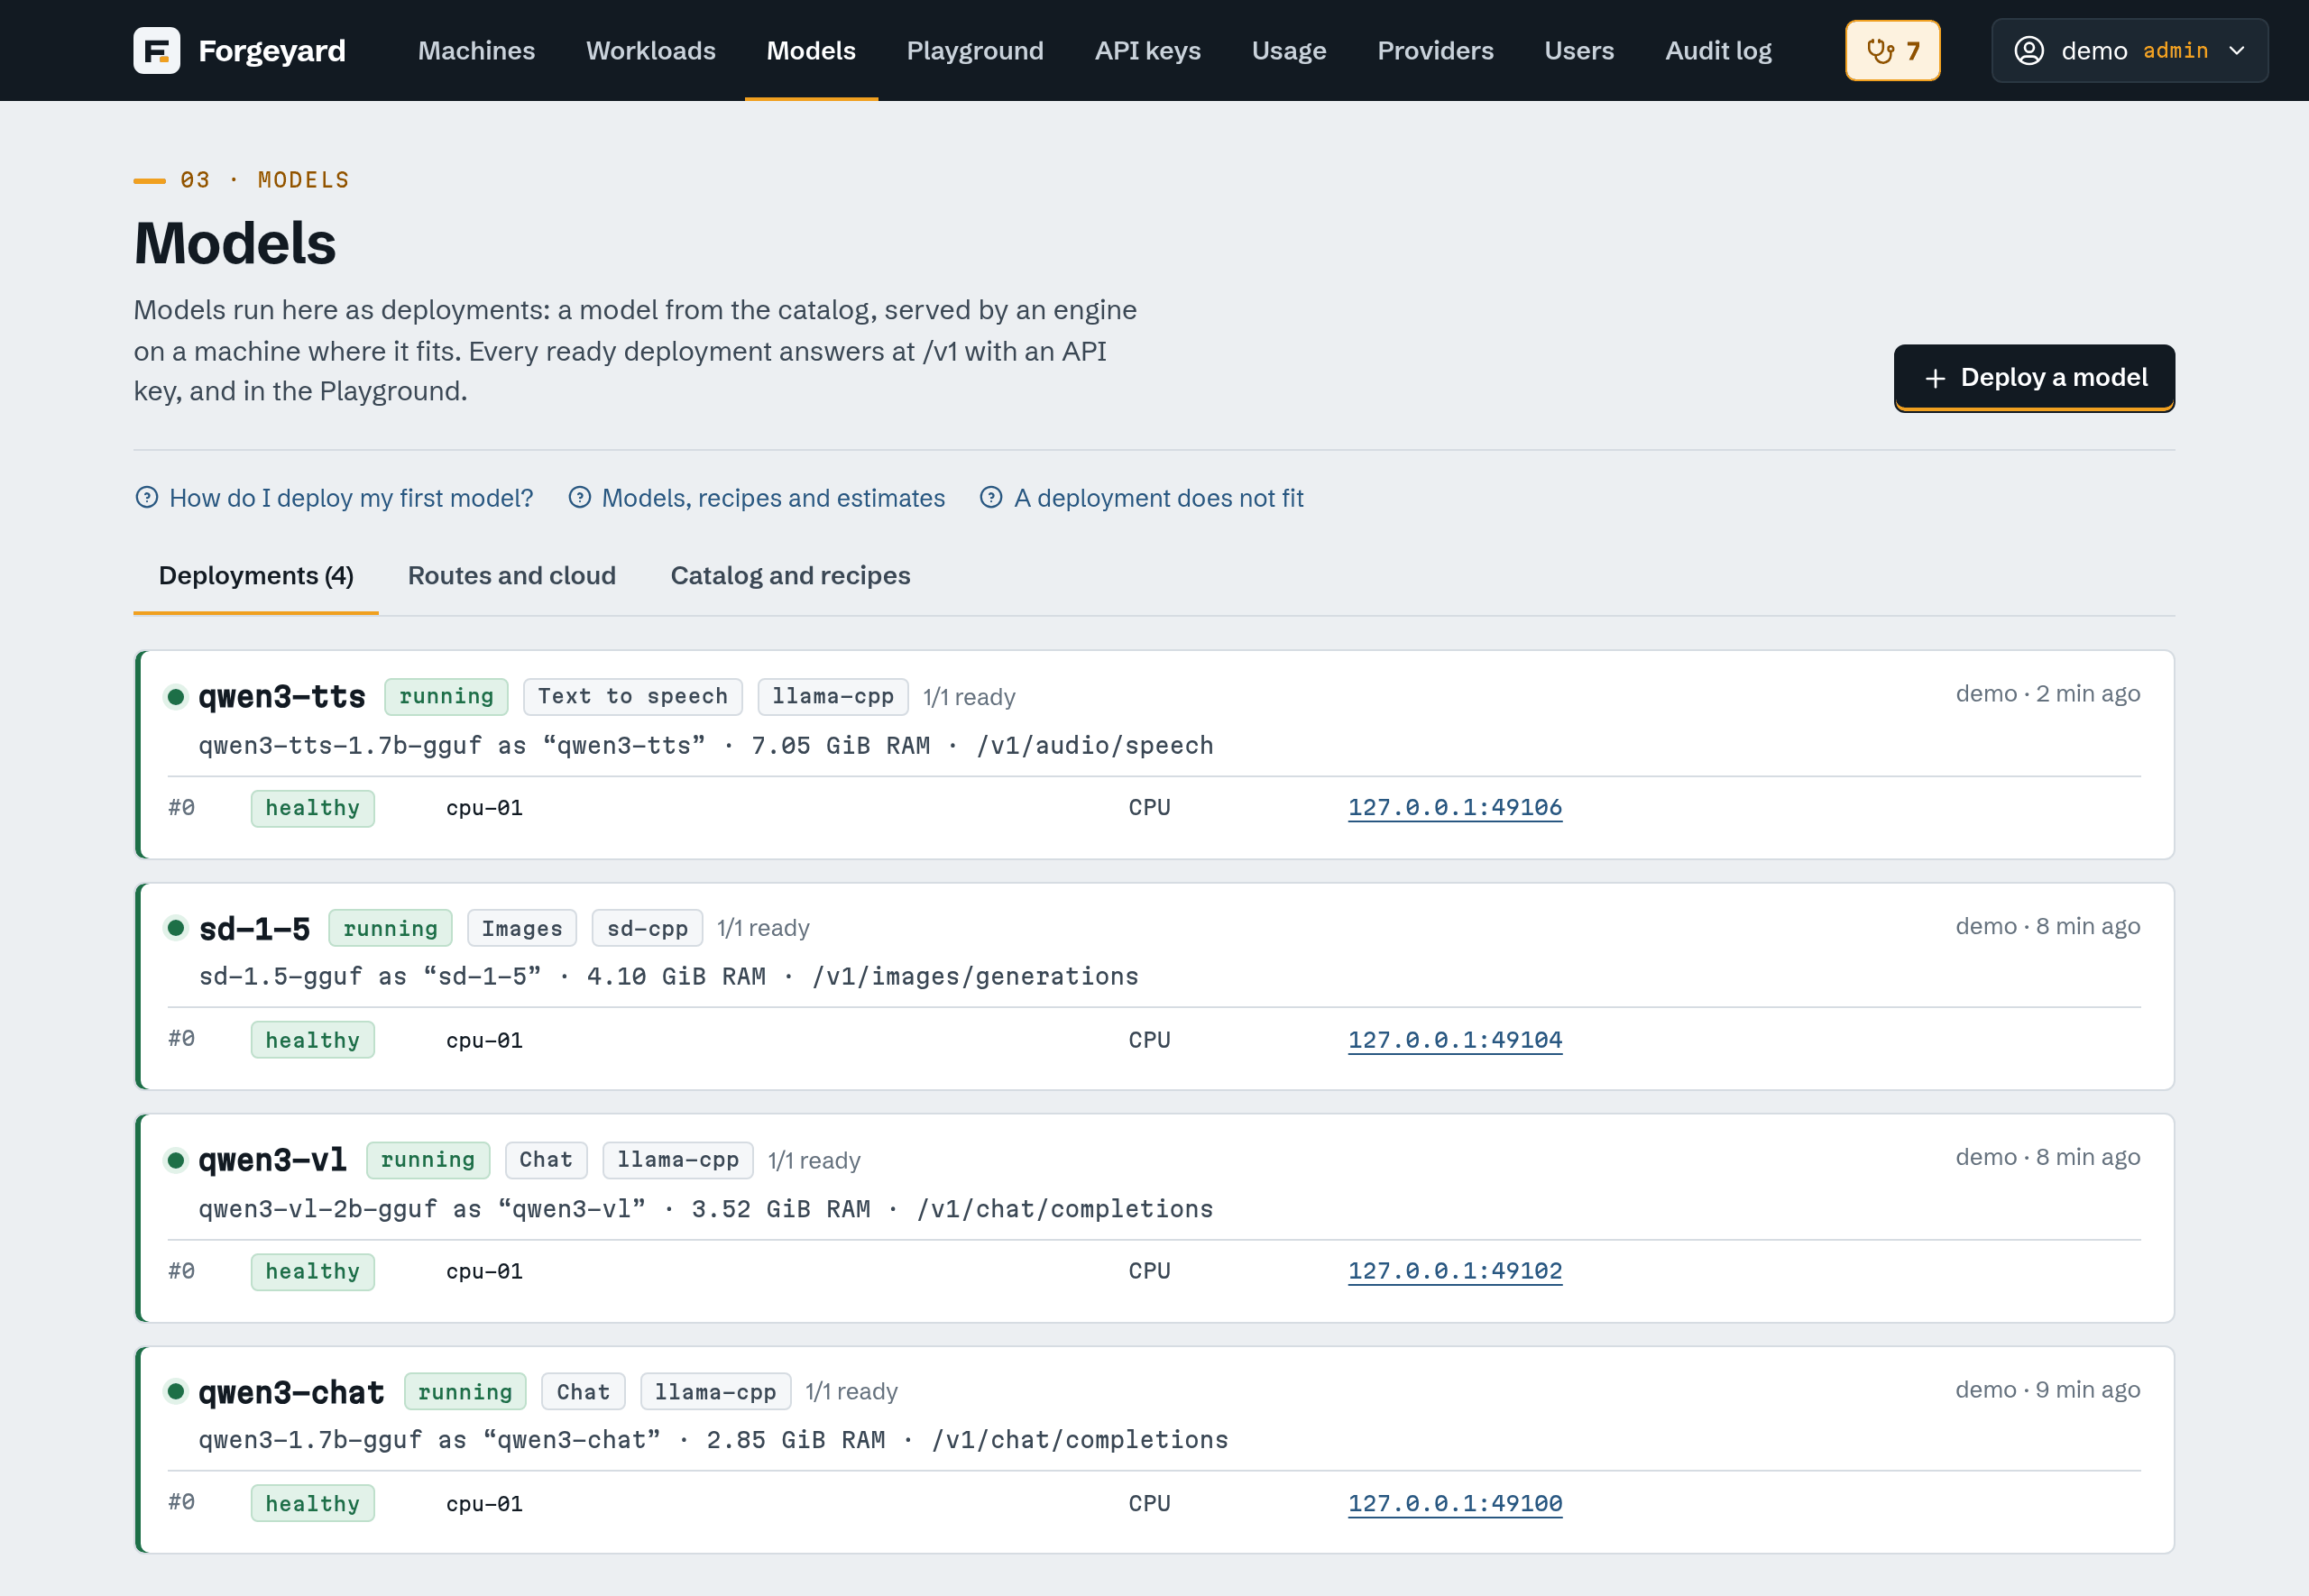 Forgeyard Machines Workloads Models Playground API keys Usage Providers Users Audit log 7 demo admin
03 · MODELS
Models
Models run here as deployments: a model from the catalog, served by an engine
on a machine where it fits. Every ready deployment answers at /v1 with an API
key, and in the Playground.
+ Deploy a model
How do I deploy my first model? Models, recipes and estimates A deployment does not fit
Deployments (4) Routes and cloud Catalog and recipes
qwen3-tts running Text to speech llama-cpp 1/1 ready demo · 2 min ago
qwen3-tts-1.7b-gguf as “qwen3-tts” · 7.05 GiB RAM · /v1/audio/speech
#0 healthy cpu-01 CPU 127.0.0.1:49106
sd-1-5 running Images sd-cpp 1/1 ready demo · 8 min ago
sd-1.5-gguf as “sd-1-5” · 4.10 GiB RAM · /v1/images/generations
#0 healthy cpu-01 CPU 127.0.0.1:49104
qwen3-vl running Chat llama-cpp 1/1 ready demo · 8 min ago
qwen3-vl-2b-gguf as “qwen3-vl” · 3.52 GiB RAM · /v1/chat/completions
#0 healthy cpu-01 CPU 127.0.0.1:49102
qwen3-chat running Chat llama-cpp 1/1 ready demo · 9 min ago
qwen3-1.7b-gguf as “qwen3-chat” · 2.85 GiB RAM · /v1/chat/completions
#0 healthy cpu-01 CPU 127.0.0.1:49100